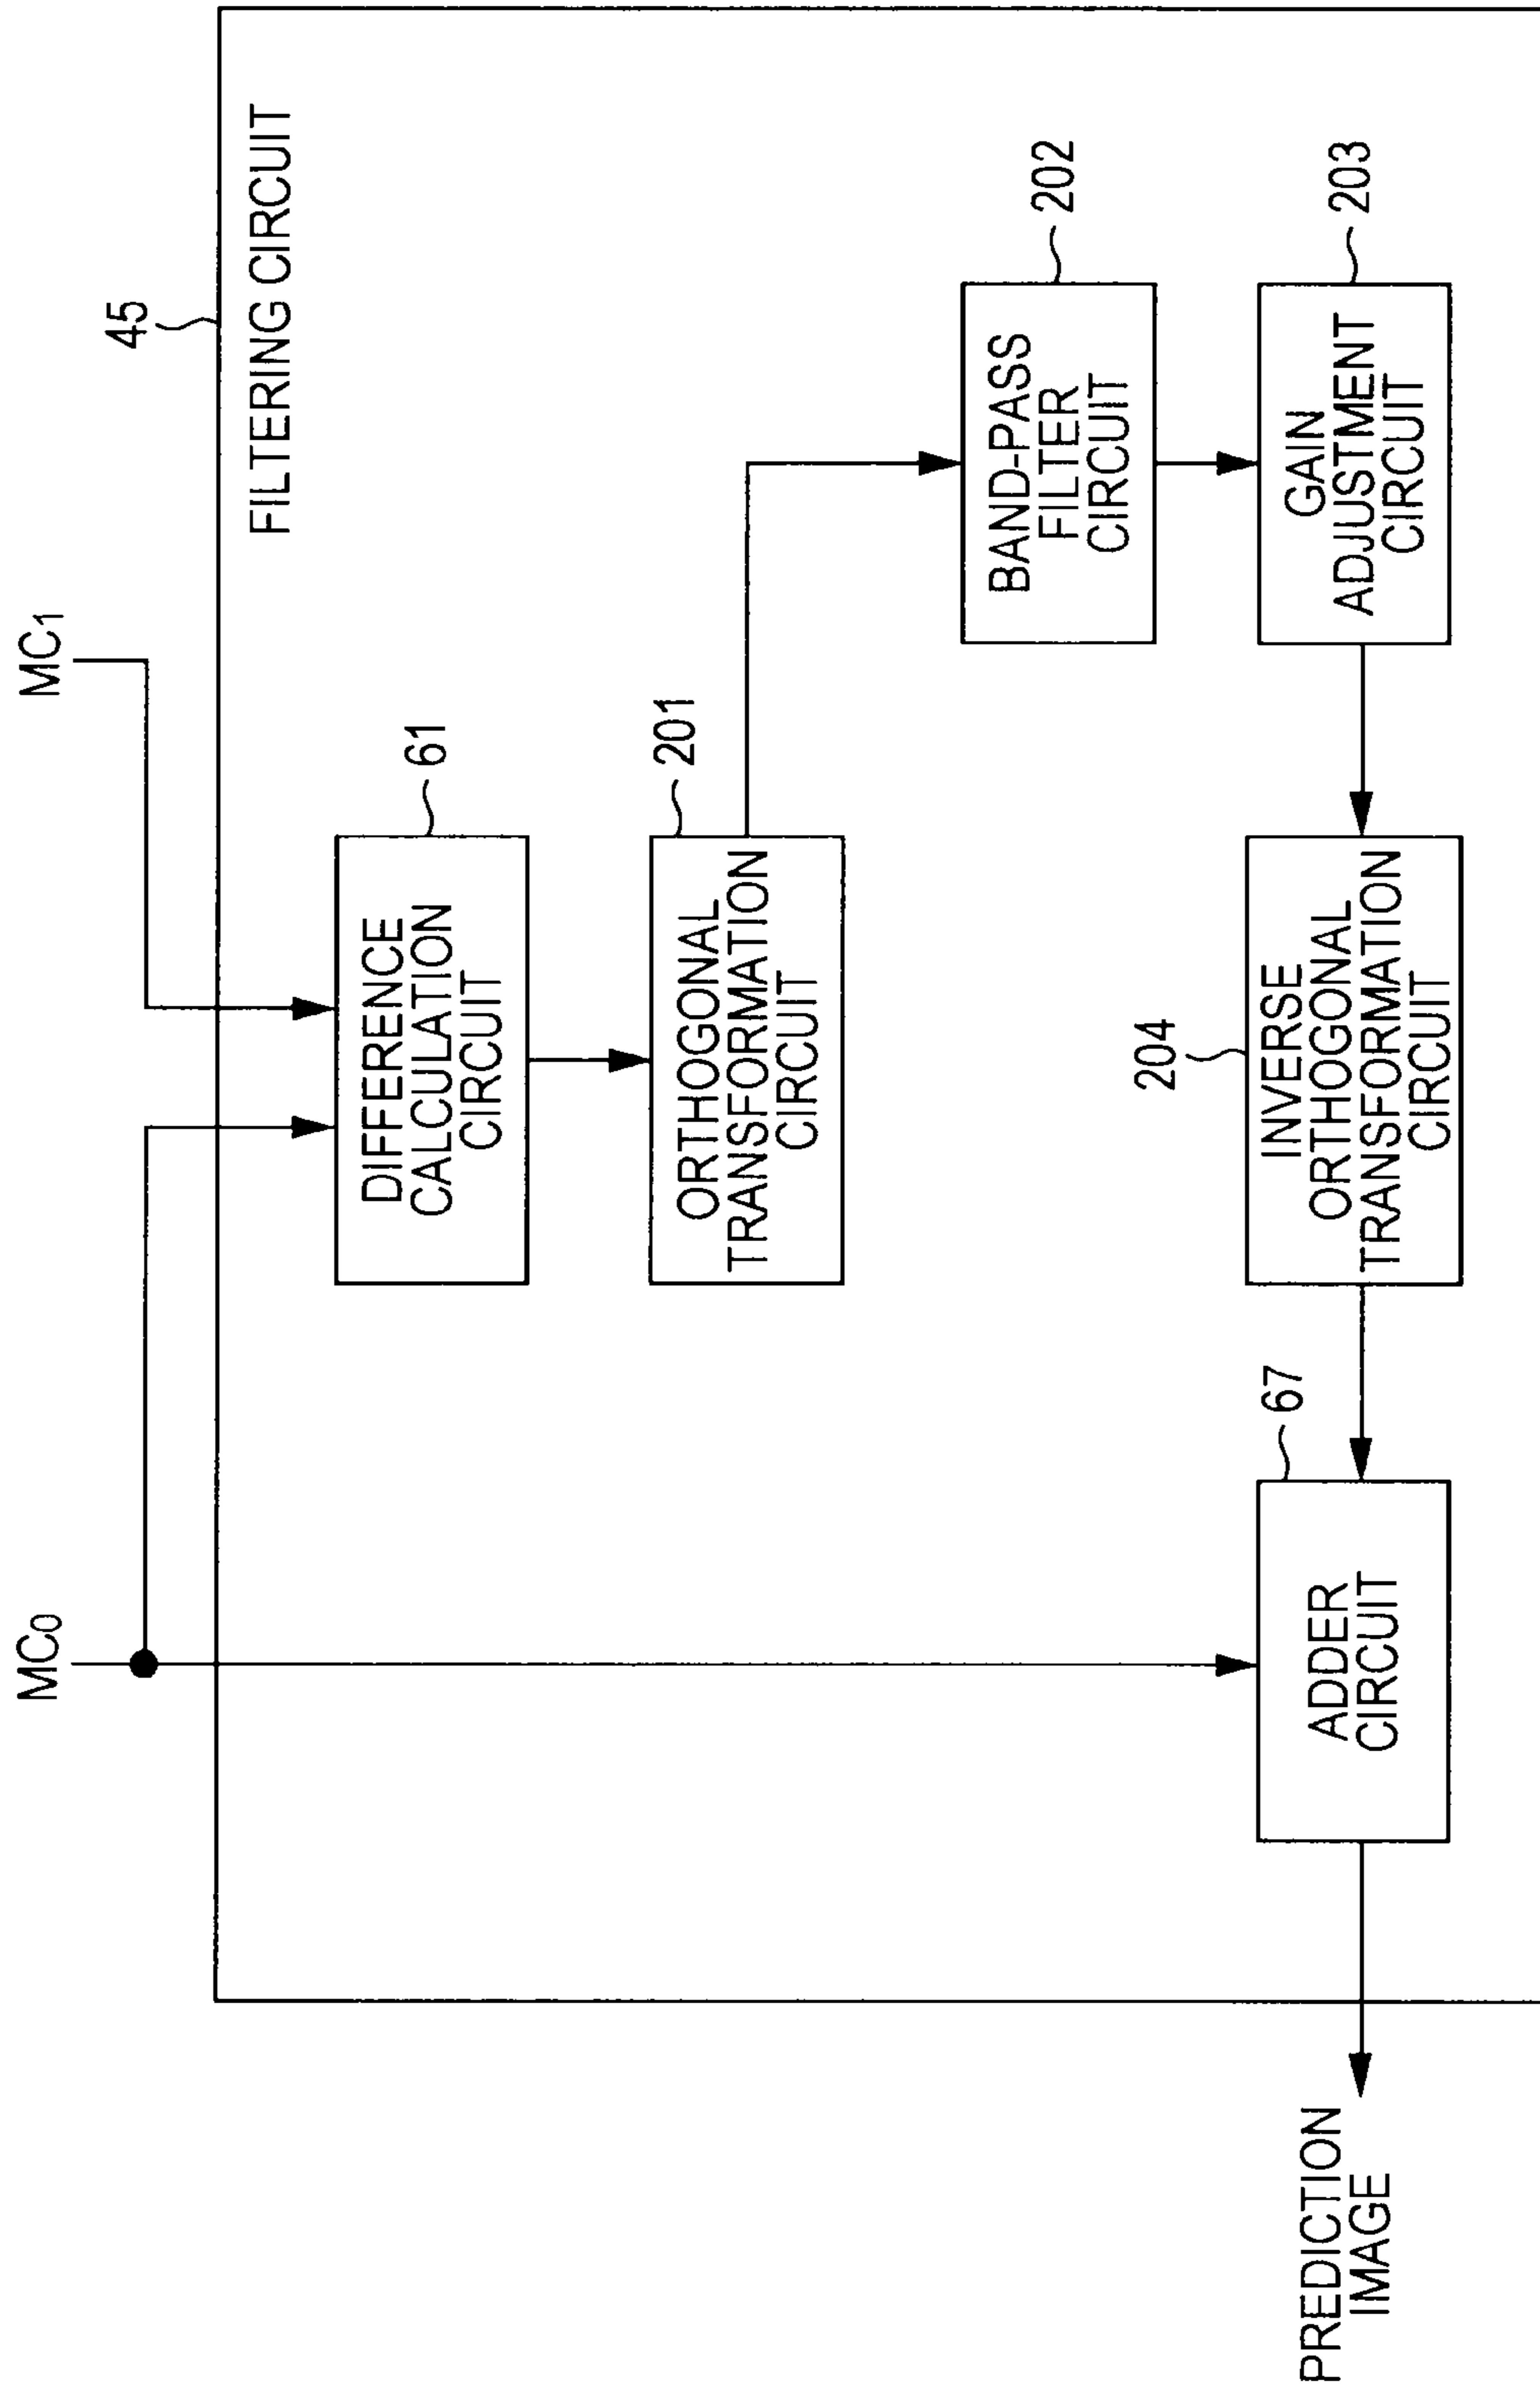 MC₀
MC₁
45
FILTERING CIRCUIT
61
DIFFERENCE
CALCULATION
CIRCUIT
201
ORTHOGONAL
TRANSFORMATION
CIRCUIT
202
BAND-PASS
FILTER
CIRCUIT
203
GAIN
ADJUSTMENT
CIRCUIT
204
INVERSE
ORTHOGONAL
TRANSFORMATION
CIRCUIT
67
ADDER
CIRCUIT
PREDICTION
IMAGE